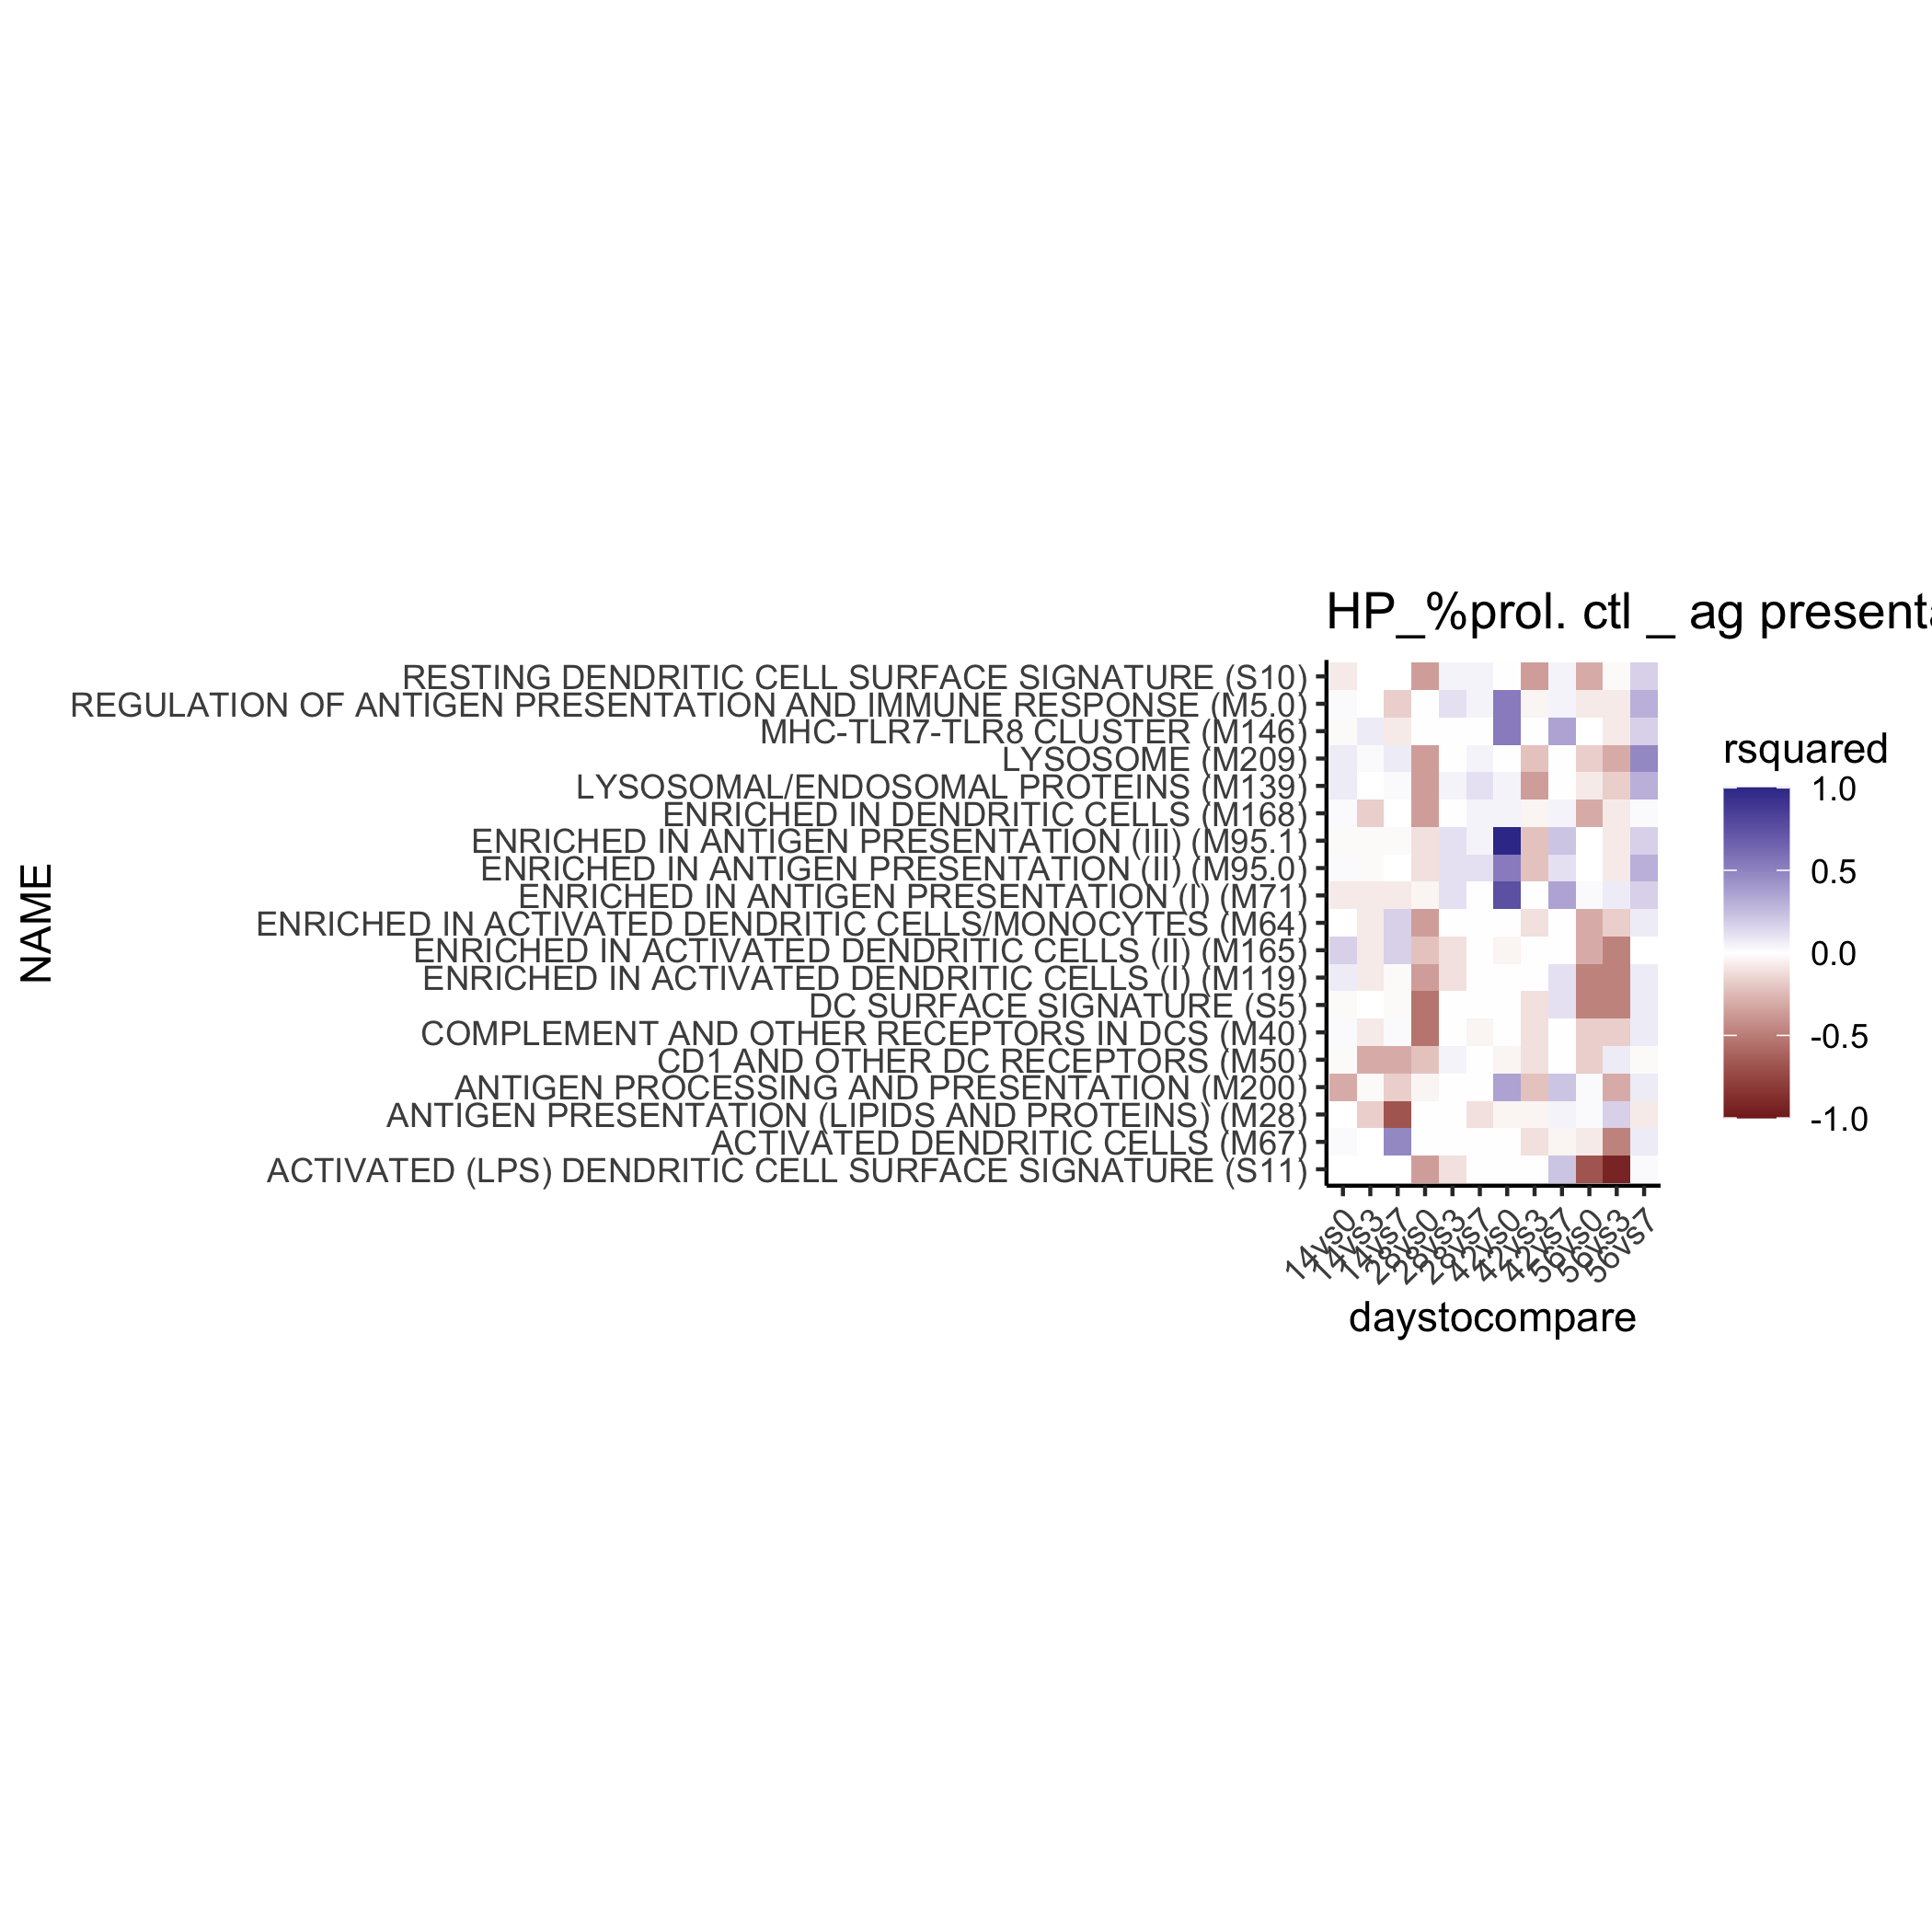 HP_%prol. ctl _ ag presenta
NAME
RESTING DENDRITIC CELL SURFACE SIGNATURE (S10)
REGULATION OF ANTIGEN PRESENTATION AND IMMUNE RESPONSE (M5.0)
MHC-TLR7-TLR8 CLUSTER (M146)
LYSOSOME (M209)
LYSOSOMAL/ENDOSOMAL PROTEINS (M139)
ENRICHED IN DENDRITIC CELLS (M168)
ENRICHED IN ANTIGEN PRESENTATION (III) (M95.1)
ENRICHED IN ANTIGEN PRESENTATION (II) (M95.0)
ENRICHED IN ANTIGEN PRESENTATION (I) (M71)
ENRICHED IN ACTIVATED DENDRITIC CELLS/MONOCYTES (M64)
ENRICHED IN ACTIVATED DENDRITIC CELLS (II) (M165)
ENRICHED IN ACTIVATED DENDRITIC CELLS (I) (M119)
DC SURFACE SIGNATURE (S5)
COMPLEMENT AND OTHER RECEPTORS IN DCS (M40)
CD1 AND OTHER DC RECEPTORS (M50)
ANTIGEN PROCESSING AND PRESENTATION (M200)
ANTIGEN PRESENTATION (LIPIDS AND PROTEINS) (M28)
ACTIVATED DENDRITIC CELLS (M67)
ACTIVATED (LPS) DENDRITIC CELL SURFACE SIGNATURE (S11)
14vs0
14vs3
14vs7
28vs0
28vs3
28vs7
42vs0
42vs3
42vs7
56vs0
56vs3
56vs7
daystocompare
rsquared
1.0
0.5
0.0
-0.5
-1.0